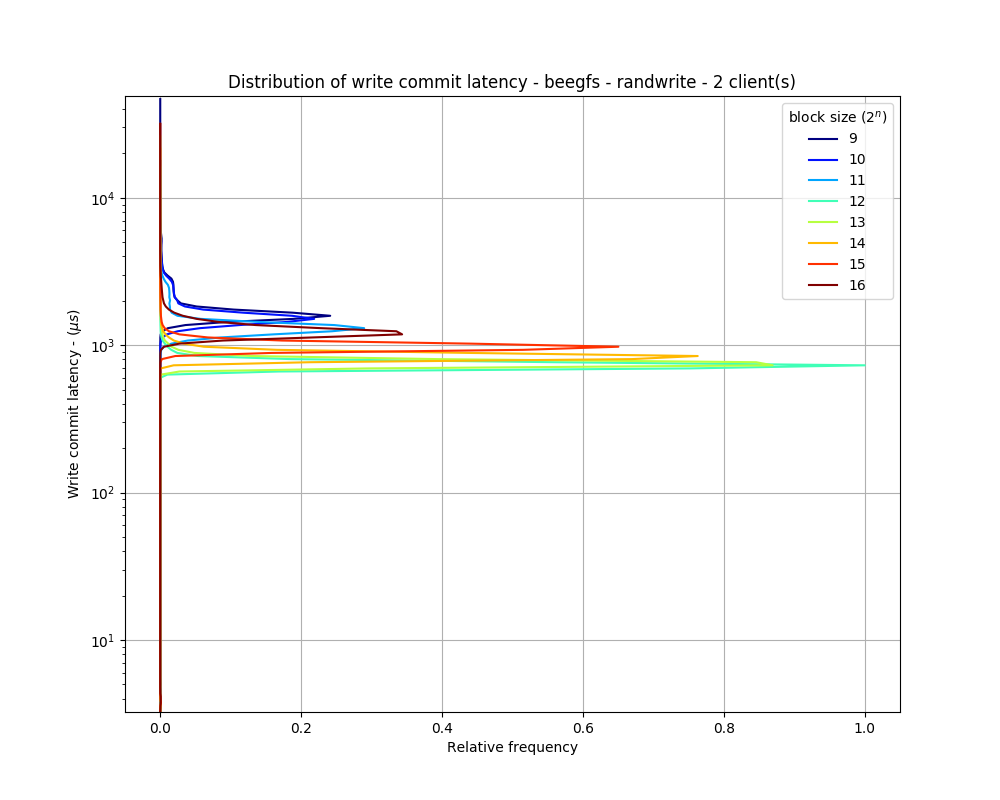 Distribution of write commit latency - beegfs - randwrite - 2 client(s)
block size (2^n)
9
10
11
12
13
14
15
16
Write commit latency - (μs)
10^4
10^3
10^2
10^1
0.0 0.2 0.4 0.6 0.8 1.0
Relative frequency